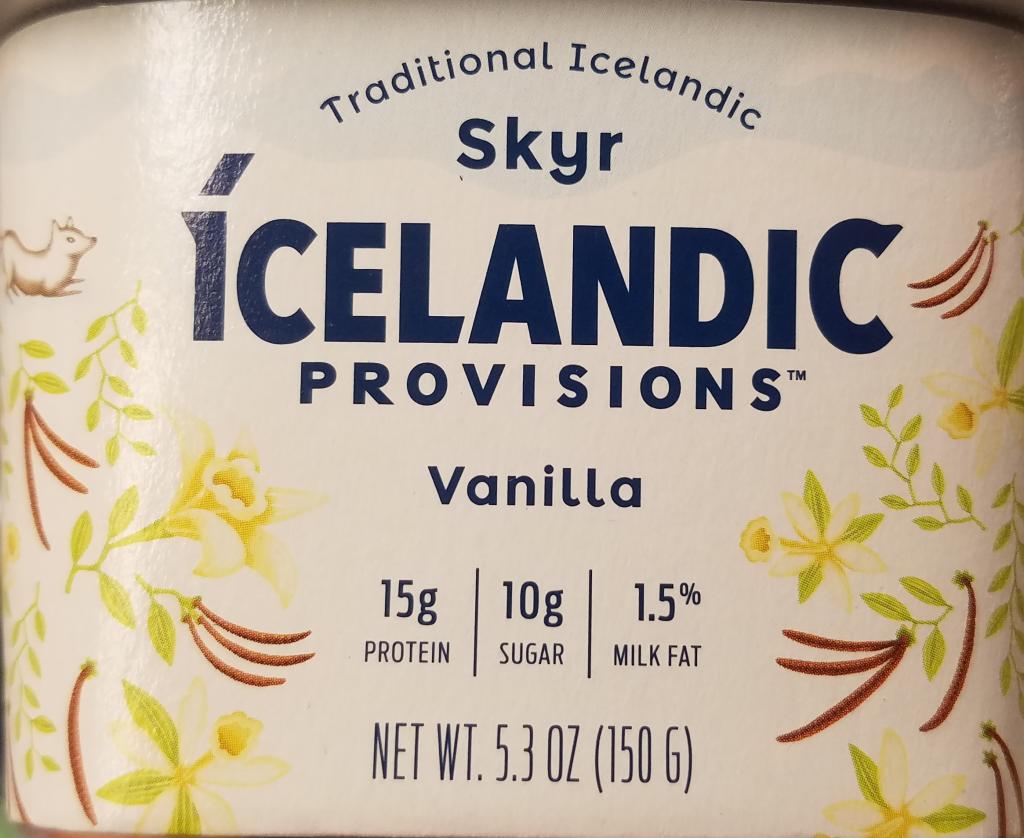 Traditional Icelandic
Skyr
ÍCELANDIC
PROVISIONS™
Vanilla
15g PROTEIN | 10g SUGAR | 1.5% MILK FAT
NET WT. 5.3 OZ (150 G)